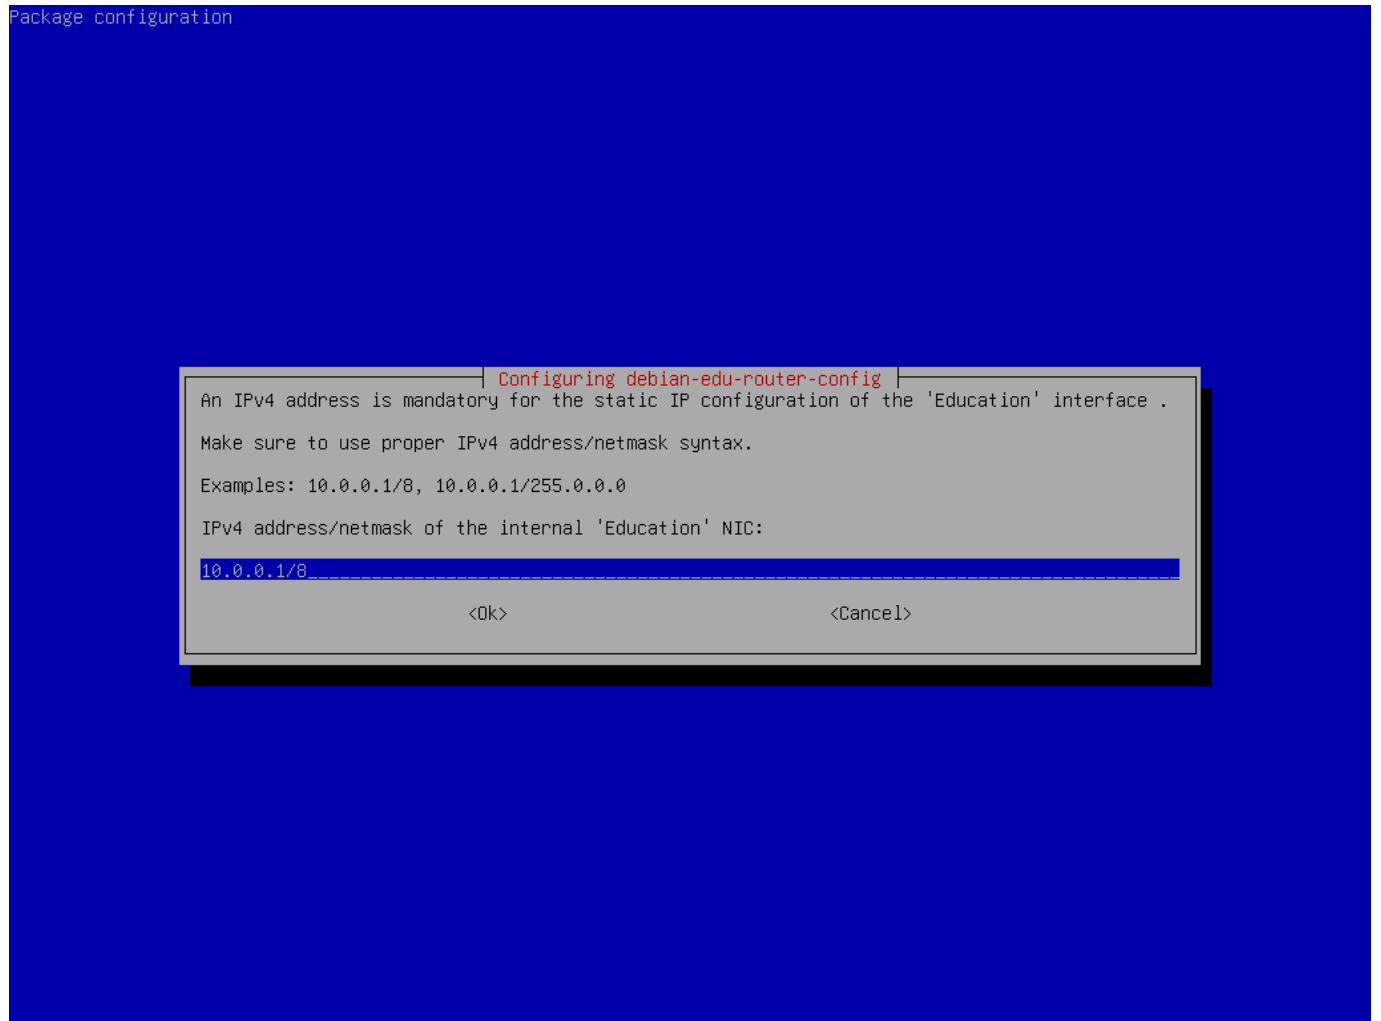 Package configuration
Configuring debian-edu-router-config
An IPv4 address is mandatory for the static IP configuration of the 'Education' interface .
Make sure to use proper IPv4 address/netmask syntax.
Examples: 10.0.0.1/8, 10.0.0.1/255.0.0.0
IPv4 address/netmask of the internal 'Education' NIC:
10.0.0.1/8
<Ok> <Cancel>